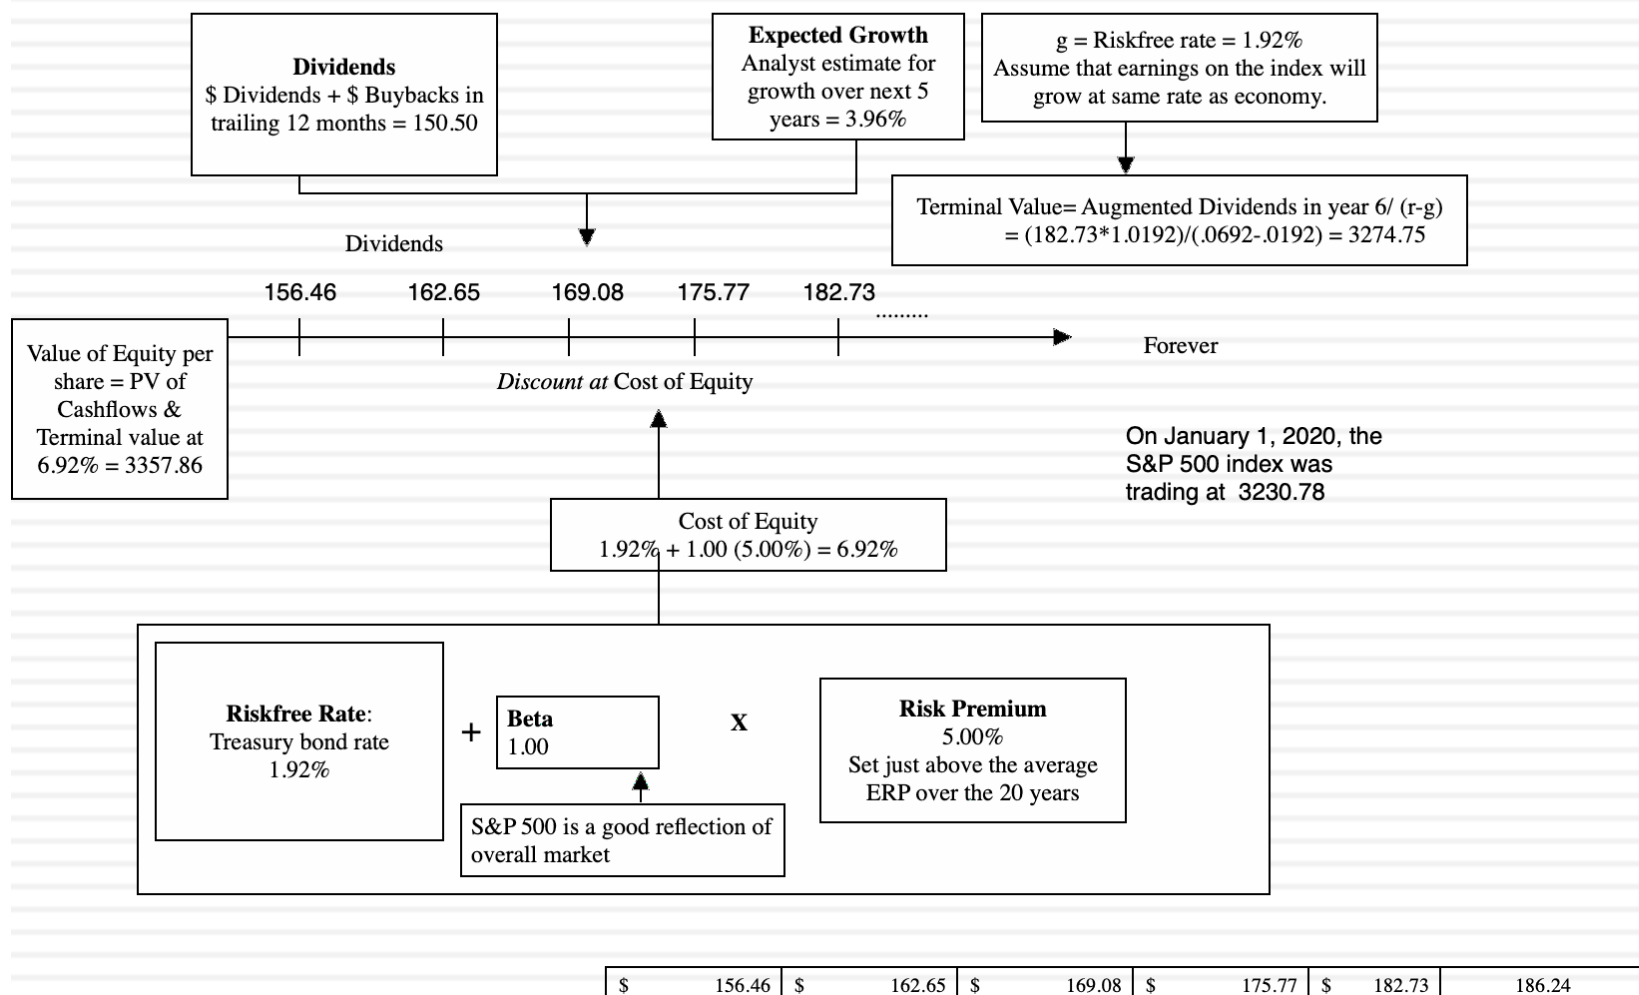 Dividends
$ Dividends + $ Buybacks in
trailing 12 months = 150.50
Expected Growth
Analyst estimate for
growth over next 5
years = 3.96%
g = Riskfree rate = 1.92%
Assume that earnings on the index will
grow at same rate as economy.
Terminal Value= Augmented Dividends in year 6/ (r-g)
= (182.73*1.0192)/(.0692-.0192) = 3274.75
Dividends
156.46 162.65 169.08 175.77 182.73
.........
Forever
Value of Equity per
share = PV of
Cashflows &
Terminal value at
6.92% = 3357.86
Discount at Cost of Equity
On January 1, 2020, the
S&P 500 index was
trading at 3230.78
Cost of Equity
1.92% + 1.00 (5.00%) = 6.92%
Riskfree Rate:
Treasury bond rate
1.92%
+
Beta
1.00
X
Risk Premium
5.00%
Set just above the average
ERP over the 20 years
S&P 500 is a good reflection of
overall market
$ 156.46 $ 162.65 $ 169.08 $ 175.77 $ 182.73 186.24